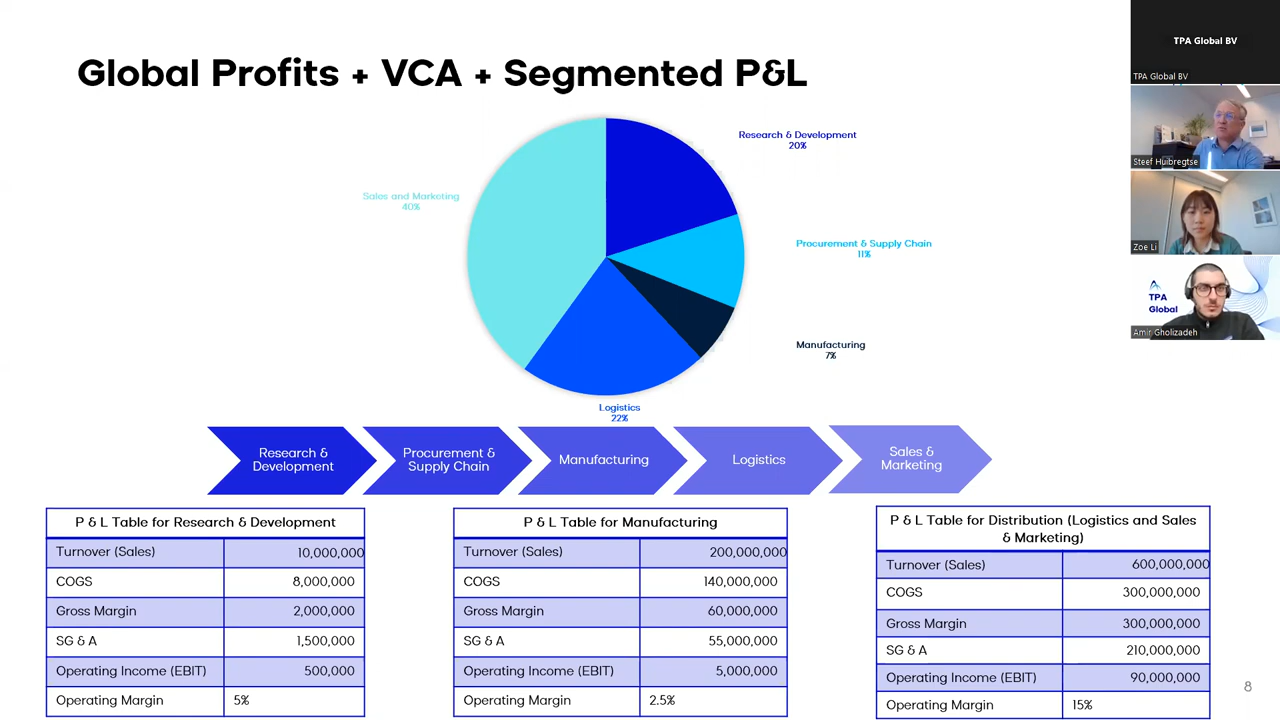 Global Profits + VCA + Segmented P&L
Research & Development
20%
Sales and Marketing
40%
Procurement & Supply Chain
11%
Manufacturing
7%
Logistics
22%
Research &
Development
Procurement &
Supply Chain
Manufacturing
Logistics
Sales &
Marketing
P & L Table for Research & Development
Turnover (Sales) 10,000,000
COGS 8,000,000
Gross Margin 2,000,000
SG & A 1,500,000
Operating Income (EBIT) 500,000
Operating Margin 5%
P & L Table for Manufacturing
Turnover (Sales) 200,000,000
COGS 140,000,000
Gross Margin 60,000,000
SG & A 55,000,000
Operating Income (EBIT) 5,000,000
Operating Margin 2.5%
P & L Table for Distribution (Logistics and Sales
& Marketing)
Turnover (Sales) 600,000,000
COGS 300,000,000
Gross Margin 300,000,000
SG & A 210,000,000
Operating Income (EBIT) 90,000,000
Operating Margin 15%
8
TPA Global BV
TPA Global BV
Steef Huibregtse
Zoe Li
TPA
Global
Amir Gholizadeh